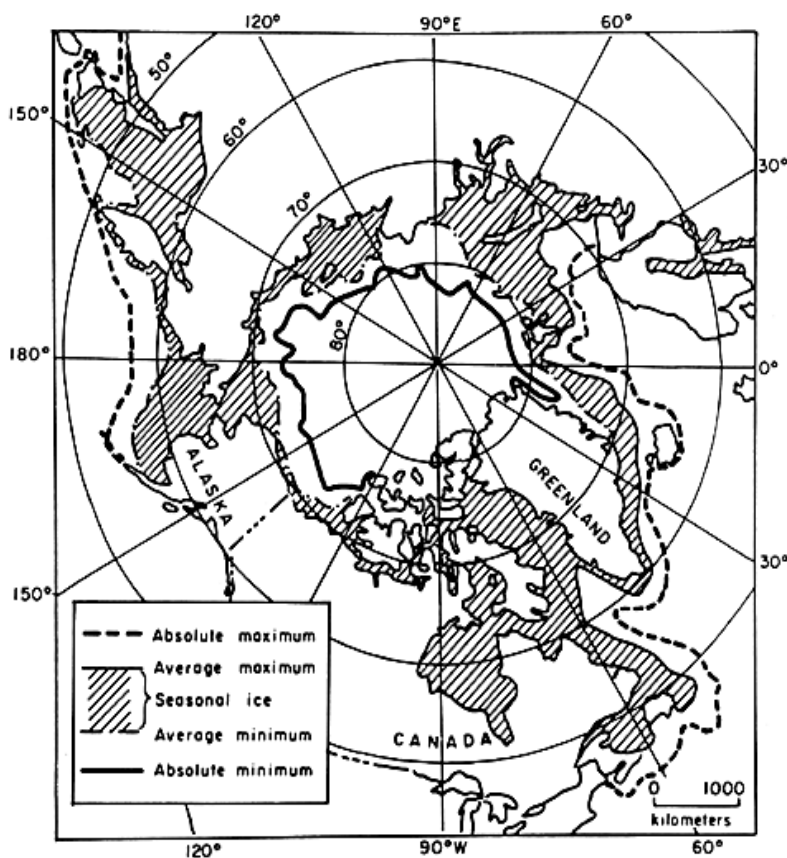 120° 90°E 60°
50°
150°
60°
30°
70°
80°
180°
0°
ALASKA
GREENLAND
150°
30°
Absolute maximum
Average maximum
Seasonal ice
Average minimum
Absolute minimum
CANADA
0 1000
kilometers
120° 90°W 60°